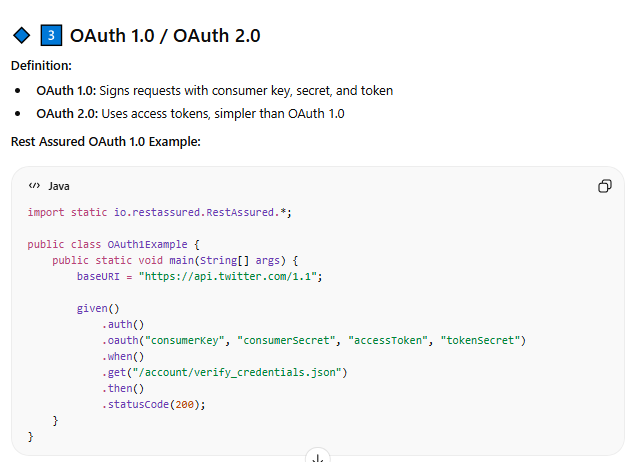 3 OAuth 1.0 / OAuth 2.0
Definition:
• OAuth 1.0: Signs requests with consumer key, secret, and token
• OAuth 2.0: Uses access tokens, simpler than OAuth 1.0
Rest Assured OAuth 1.0 Example:
</> Java
import static io.restassured.RestAssured.*;
public class OAuth1Example {
    public static void main(String[] args) {
        baseURI = "https://api.twitter.com/1.1";
        given()
            .auth()
            .oauth("consumerKey", "consumerSecret", "accessToken", "tokenSecret")
            .when()
            .get("/account/verify_credentials.json")
            .then()
            .statusCode(200);
    }
}